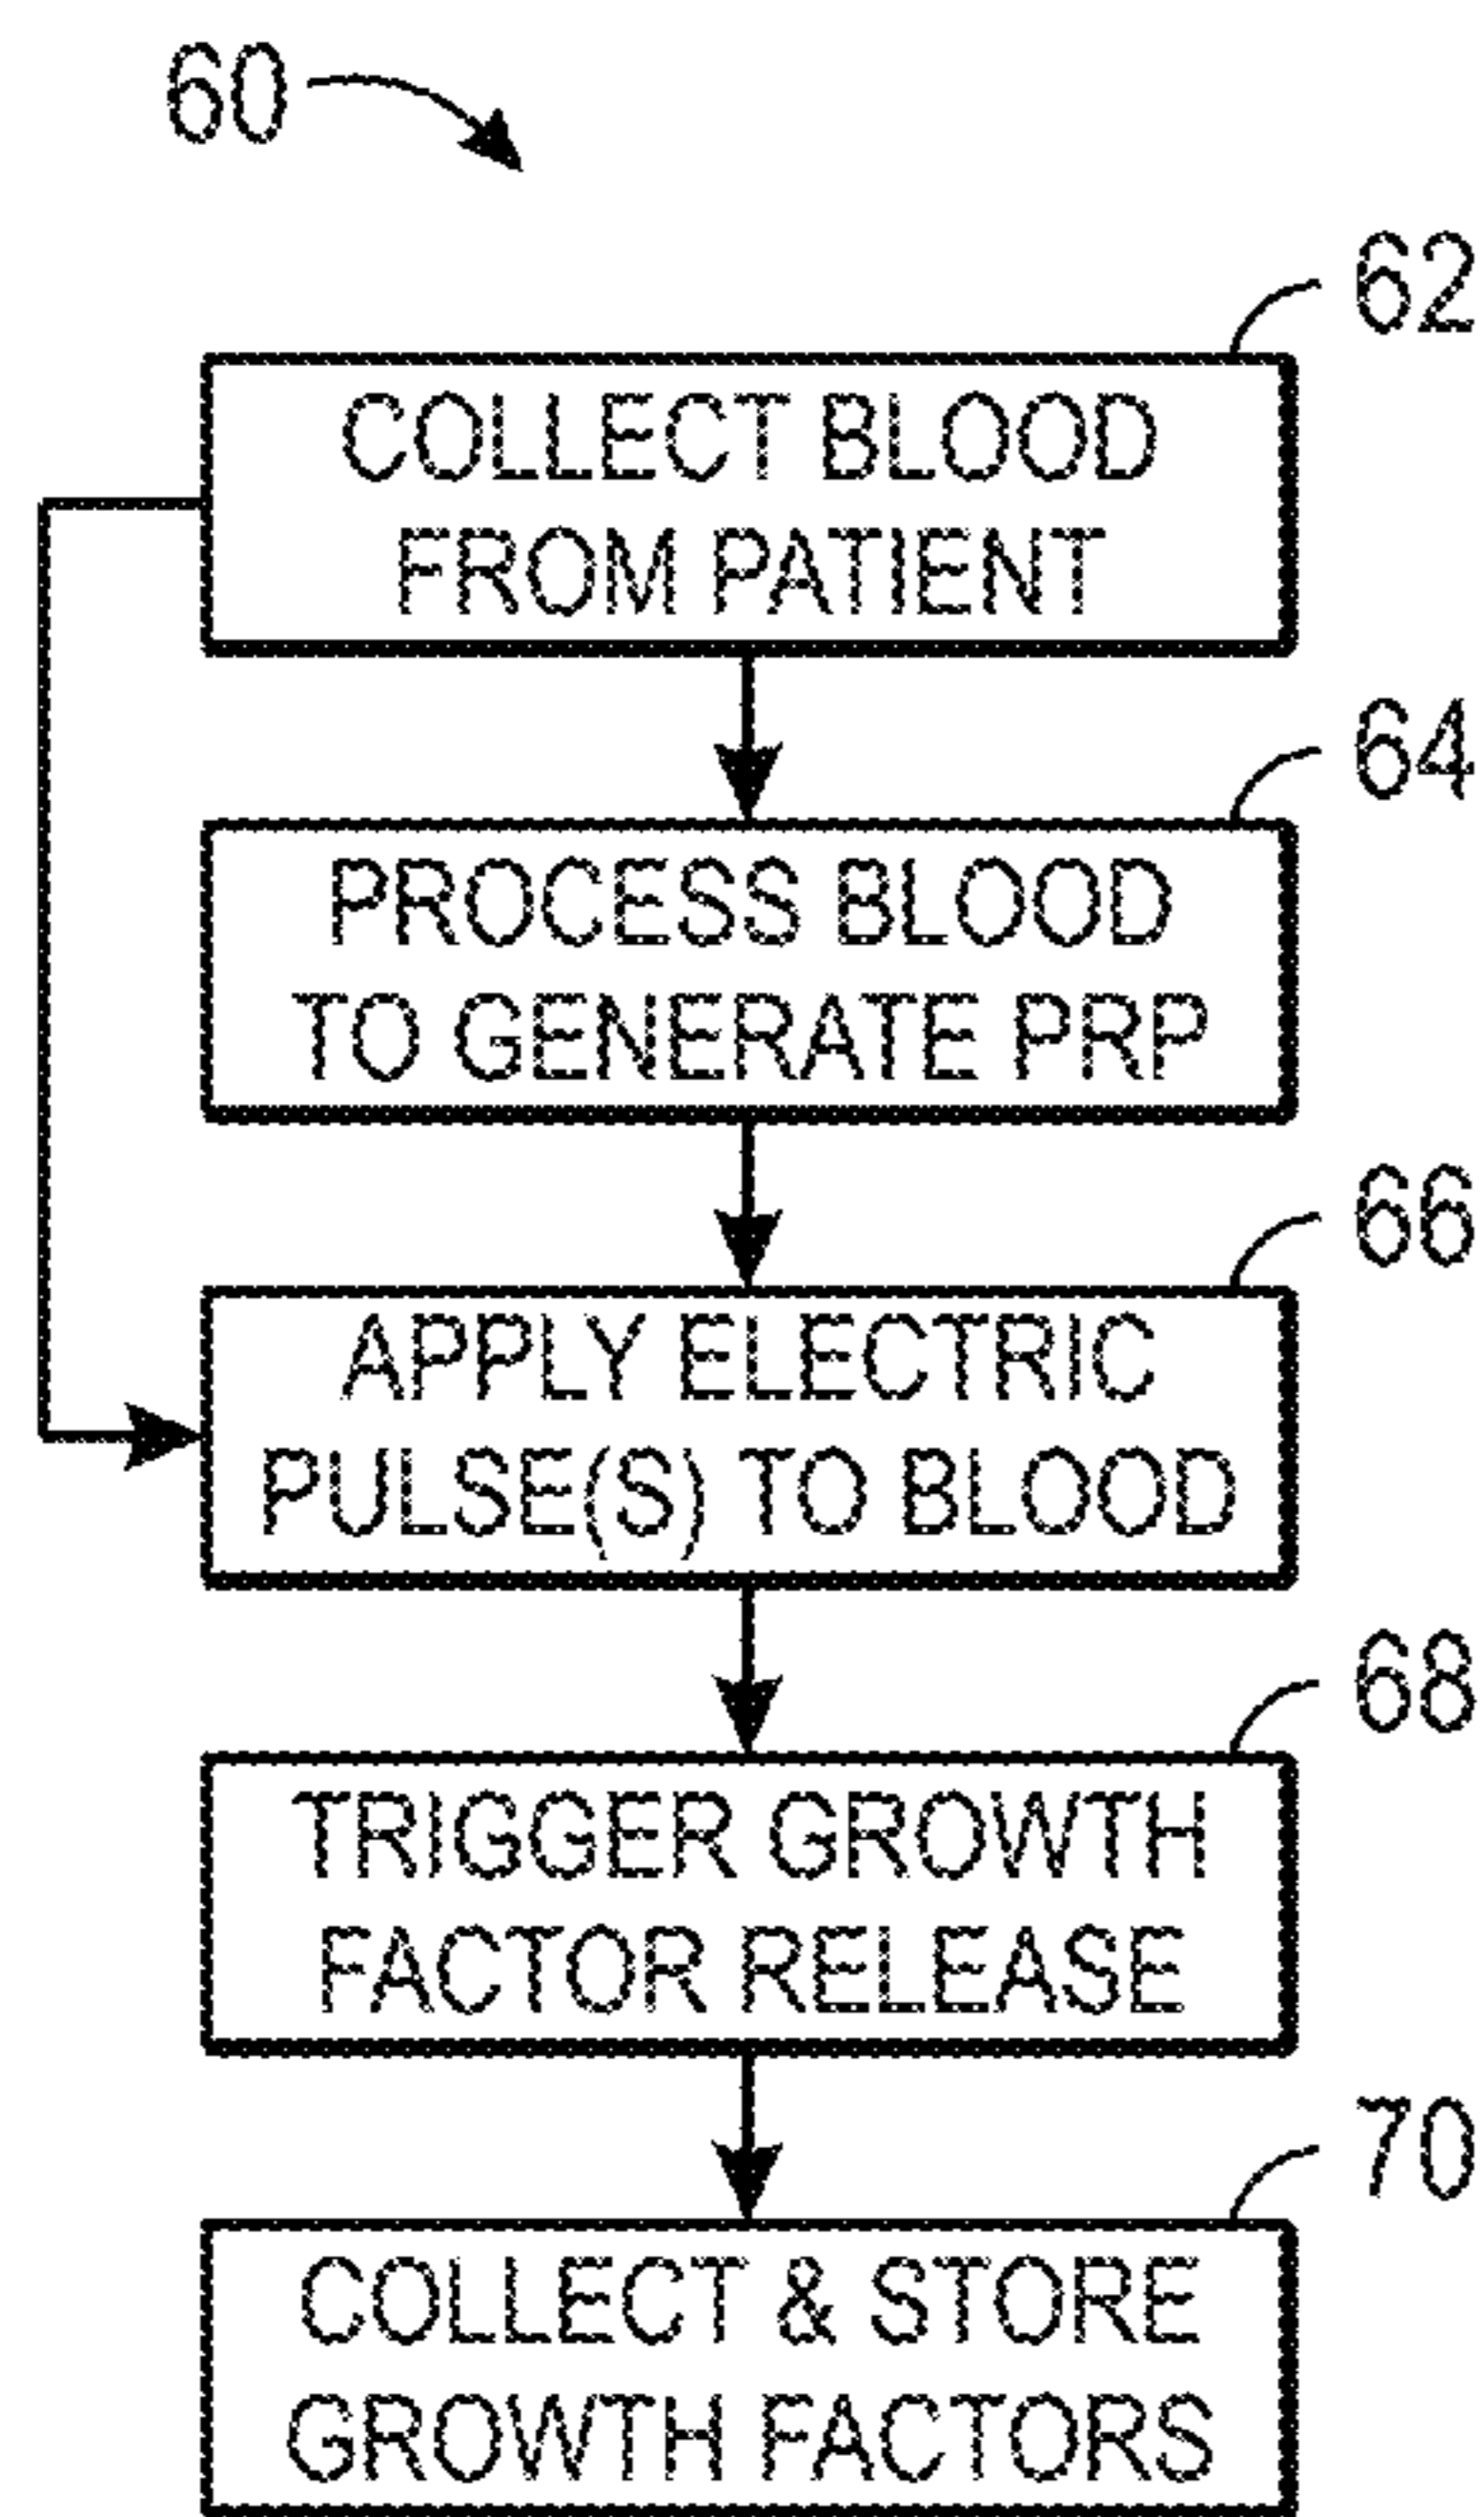 60
62
COLLECT BLOOD
FROM PATIENT
64
PROCESS BLOOD
TO GENERATE PRP
66
APPLY ELECTRIC
PULSE(S) TO BLOOD
68
TRIGGER GROWTH
FACTOR RELEASE
70
COLLECT & STORE
GROWTH FACTORS